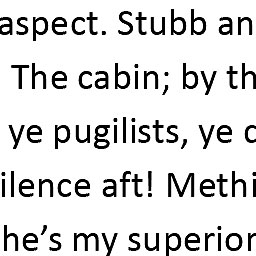 aspect. Stubb an
The cabin; by th
ye pugilists, ye
ilence aft! Methi
he’s my superior